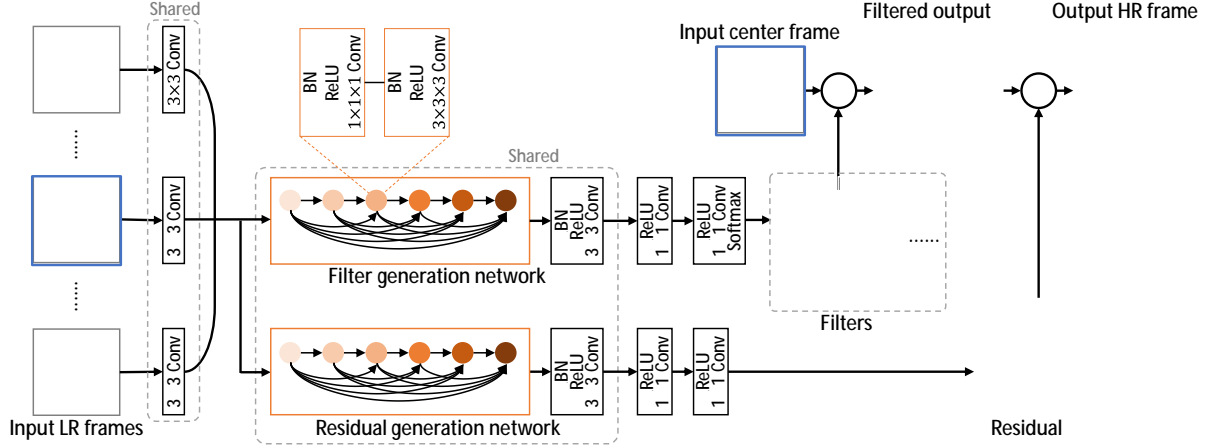 Shared
Filtered output
Output HR frame
Input center frame
3×3 Conv
BN
ReLU
1×1×1 Conv
BN
ReLU
3×3×3 Conv
......
Shared
3 3 Conv
BN
ReLU
3 3 Conv
ReLU
1 1 Conv
ReLU
1 1 Conv
Softmax
......
Filter generation network
......
Filters
3 3 Conv
BN
ReLU
3 3 Conv
ReLU
1 1 Conv
ReLU
1 1 Conv
Input LR frames
Residual generation network
Residual